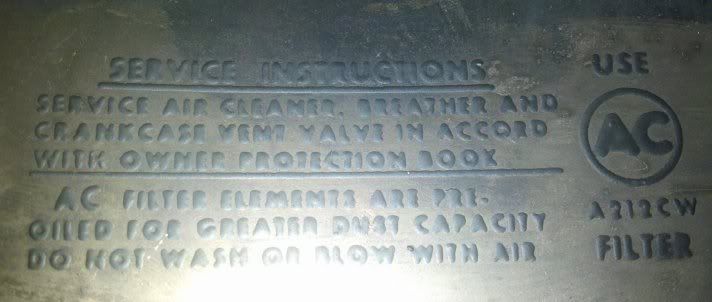 SERVICE INSTRUCTIONS
SERVICE AIR CLEANER, BREATHER AND
CRANKCASE VENT VALVE IN ACCORD
WITH OWNER PROTECTION BOOK
AC FILTER ELEMENTS ARE PRE-
OILED FOR GREATER DUST CAPACITY
DO NOT WASH OR BLOW WITH AIR
USE
AC
A212CW
FILTER